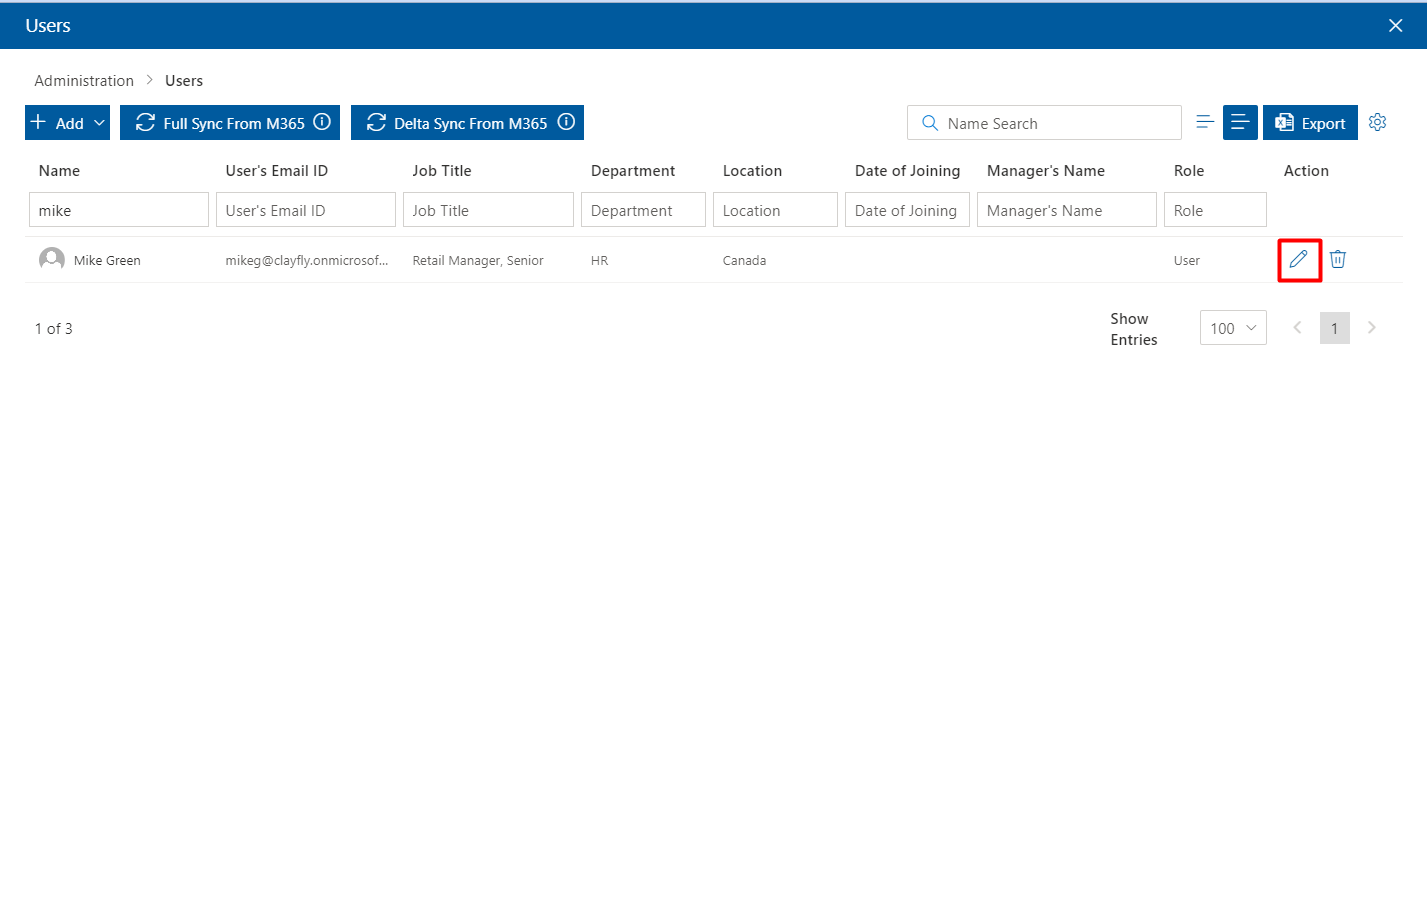 Users
Administration > Users
Add
Full Sync From M365
Delta Sync From M365
Name Search
Export
Name User's Email ID Job Title Department Location Date of Joining Manager's Name Role Action
mike User's Email ID Job Title Department Location Date of Joining Manager's Name Role
Mike Green mikeg@clayfly.onmicrosof... Retail Manager, Senior HR Canada User
1 of 3
Show
Entries
100
1